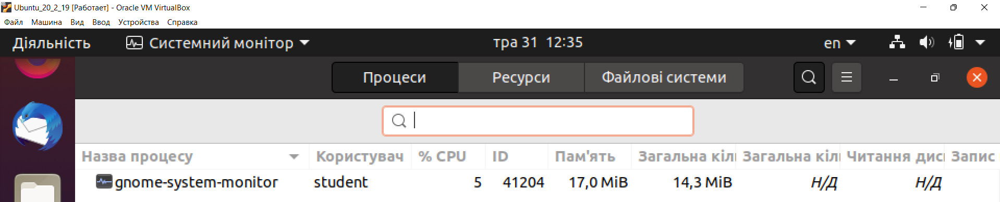 Ubuntu_20_2_19 [Работает] - Oracle VM VirtualBox
Файл Машина Вид Ввод Устройства Справка
Діяльність Системний монітор тра 31 12:35 en
Процеси Ресурси Файлові системи
Назва процесу Користувач % CPU ID Пам'ять Загальна кіл Загальна кіл Читання дис Запис
gnome-system-monitor student 5 41204 17,0 MiB 14,3 MiB Н/Д Н/Д